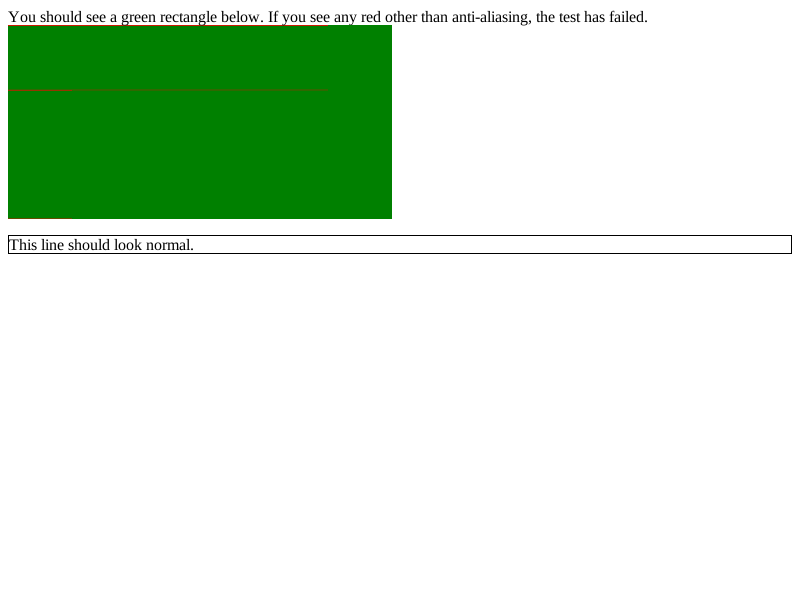 You should see a green rectangle below. If you see any red other than anti-aliasing, the test has failed.
This line should look normal.